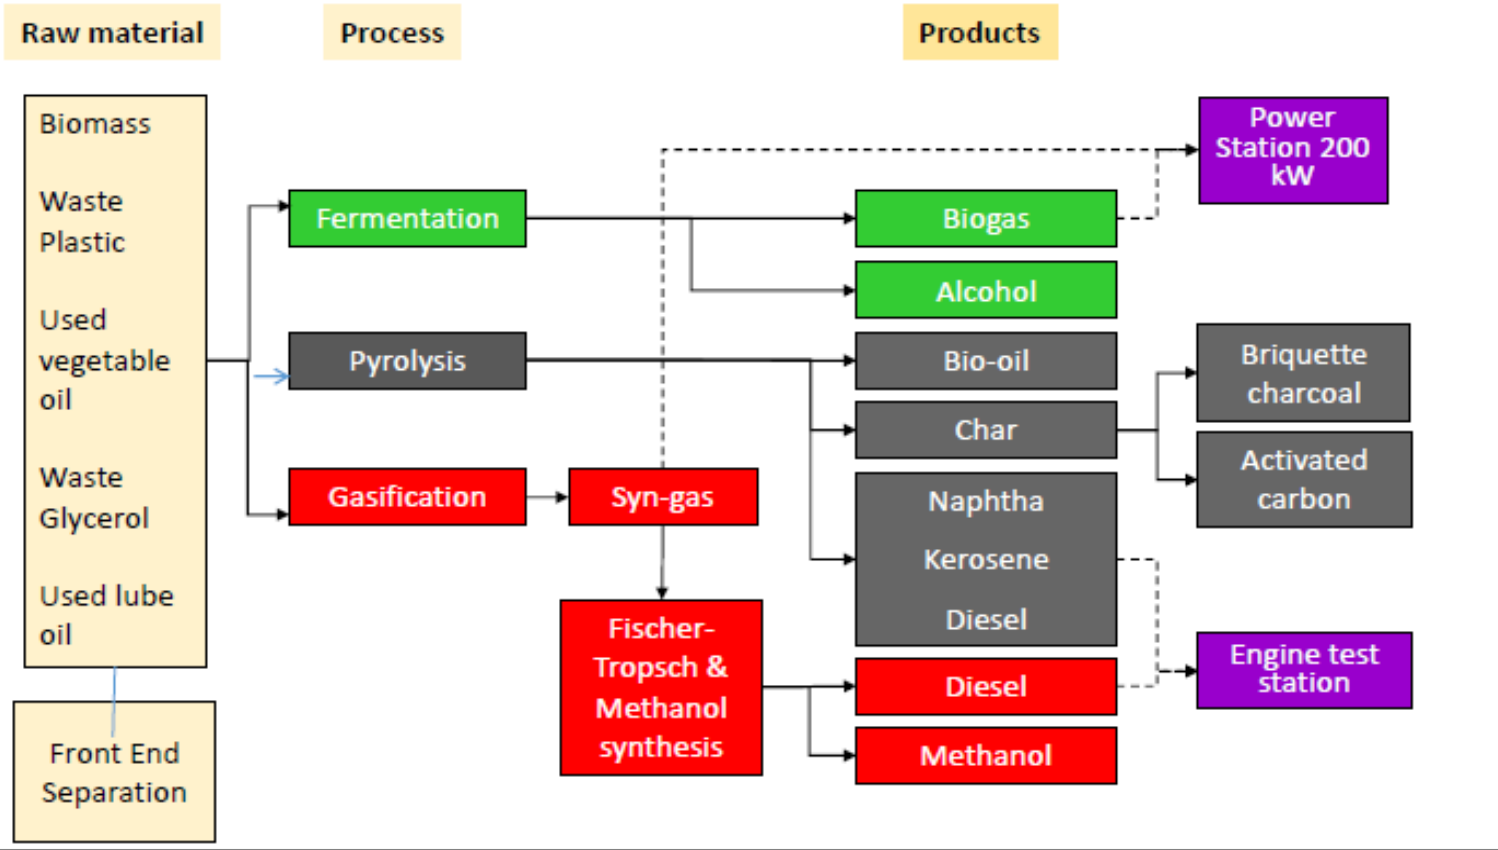 Raw material
Process
Products
Biomass
Waste
Plastic
Used
vegetable
oil
Waste
Glycerol
Used lube
oil
Front End
Separation
Fermentation
Pyrolysis
Gasification
Syn-gas
Fischer-
Tropsch &
Methanol
synthesis
Biogas
Alcohol
Bio-oil
Char
Naphtha
Kerosene
Diesel
Diesel
Methanol
Power
Station 200
kW
Briquette
charcoal
Activated
carbon
Engine test
station